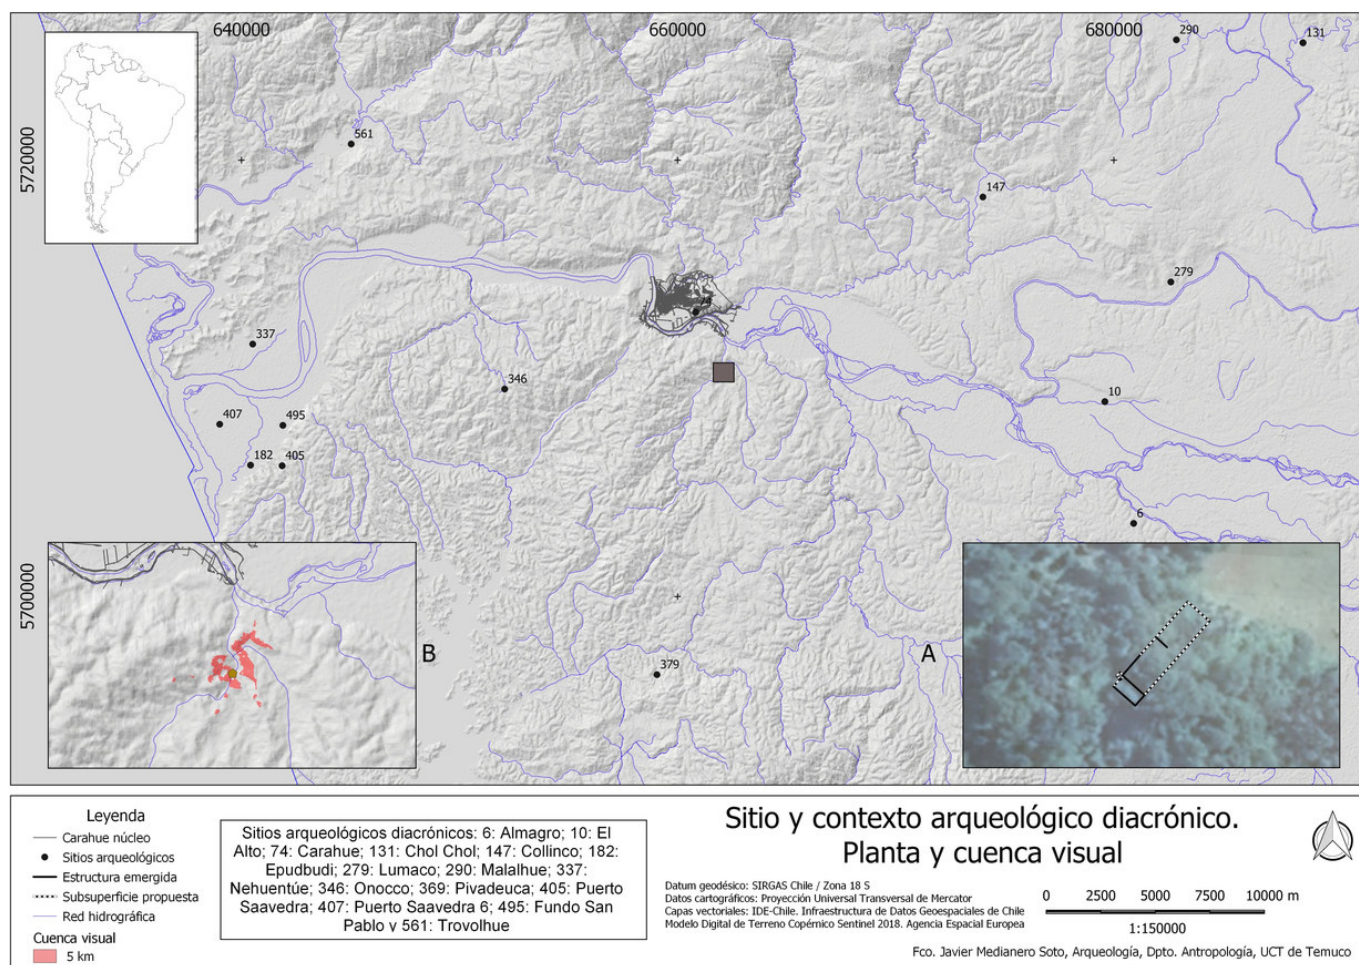 640000
660000
680000
290
131
5720000
561
147
279
337
74
346
10
407
495
182
405
6
5700000
B
A
379
Leyenda
Carahue núcleo
Sitios arqueológicos
Estructura emergida
Subsuperficie propuesta
Red hidrográfica
Cuenca visual
5 km
Sitios arqueológicos diacrónicos: 6: Almagro; 10: El
Alto; 74: Carahue; 131: Chol Chol; 147: Collinco; 182:
Epudbudi; 279: Lumaco; 290: Malalhue; 337:
Nehuentúe; 346: Onocco; 369: Pivadeuca; 405: Puerto
Saavedra; 407: Puerto Saavedra 6; 495: Fundo San
Pablo y 561: Trovolhue
Sitio y contexto arqueológico diacrónico.
Planta y cuenca visual
Datum geodésico: SIRGAS Chile / Zona 18 S
Datos cartográficos: Proyección Universal Transversal de Mercator
Capas vectoriales: IDE-Chile. Infraestructura de Datos Geoespaciales de Chile
Modelo Digital de Terreno Copérnico Sentinel 2018. Agencia Espacial Europea
0 2500 5000 7500 10000 m
1:150000
Fco. Javier Medianero Soto, Arqueología, Dpto. Antropología, UCT de Temuco